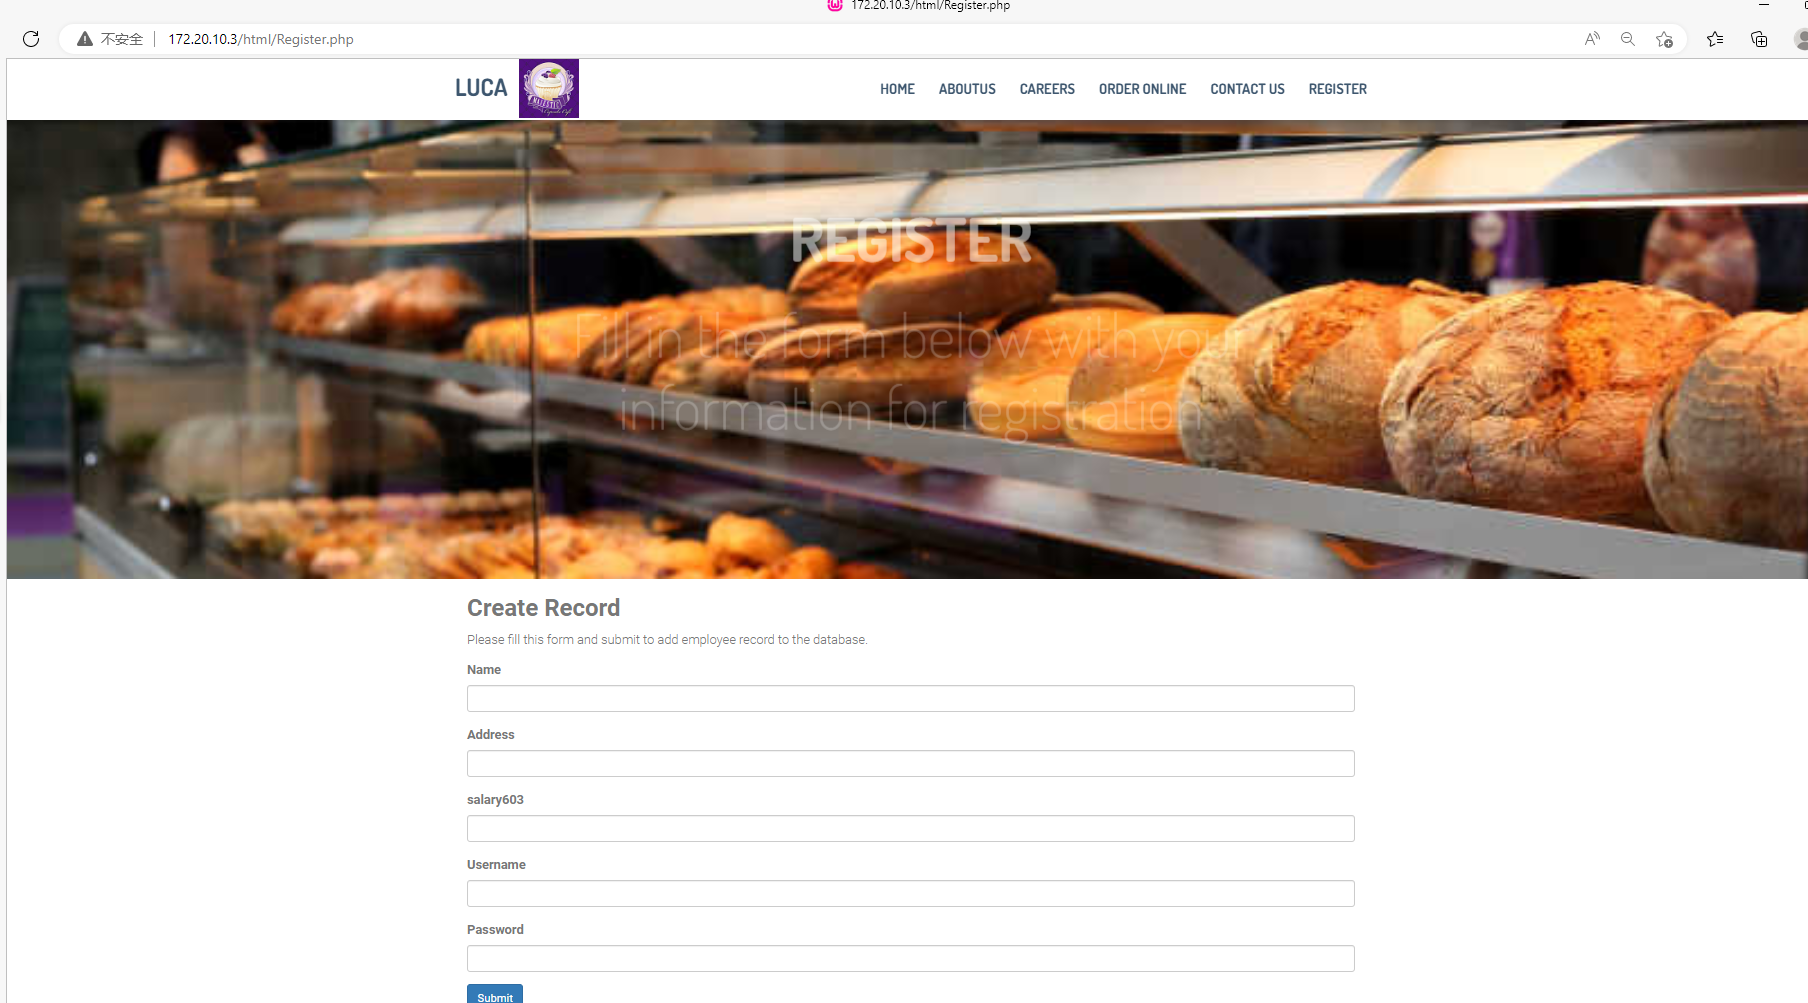 172.20.10.3/html/Register.php
不安全
172.20.10.3/html/Register.php
LUCA
HOME
ABOUTUS
CAREERS
ORDER ONLINE
CONTACT US
REGISTER
REGISTER
Fill in the form below with your
information for registration
Create Record
Please fill this form and submit to add employee record to the database.
Name
Address
salary603
Username
Password
Submit